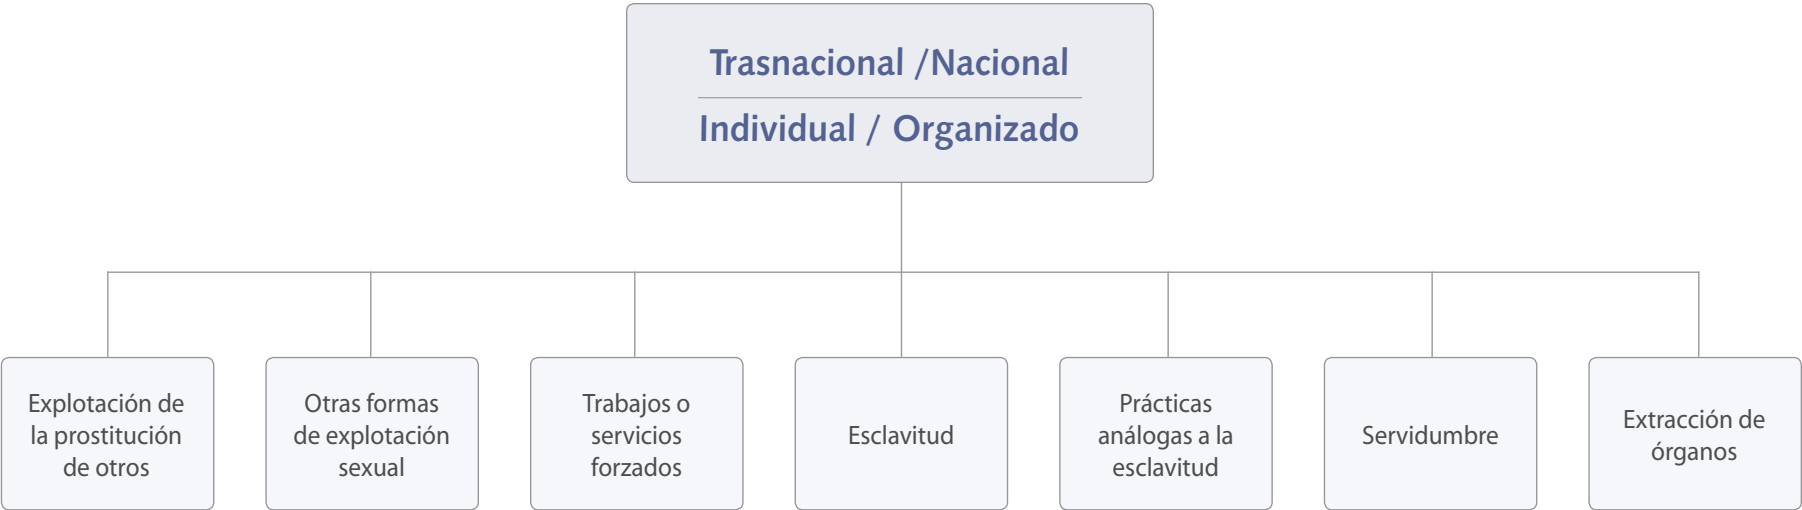 Trasnacional /Nacional
Individual / Organizado
Explotación de
la prostitución
de otros
Otras formas
de explotación
sexual
Trabajos o
servicios
forzados
Esclavitud
Prácticas
análogas a la
esclavitud
Servidumbre
Extracción de
órganos